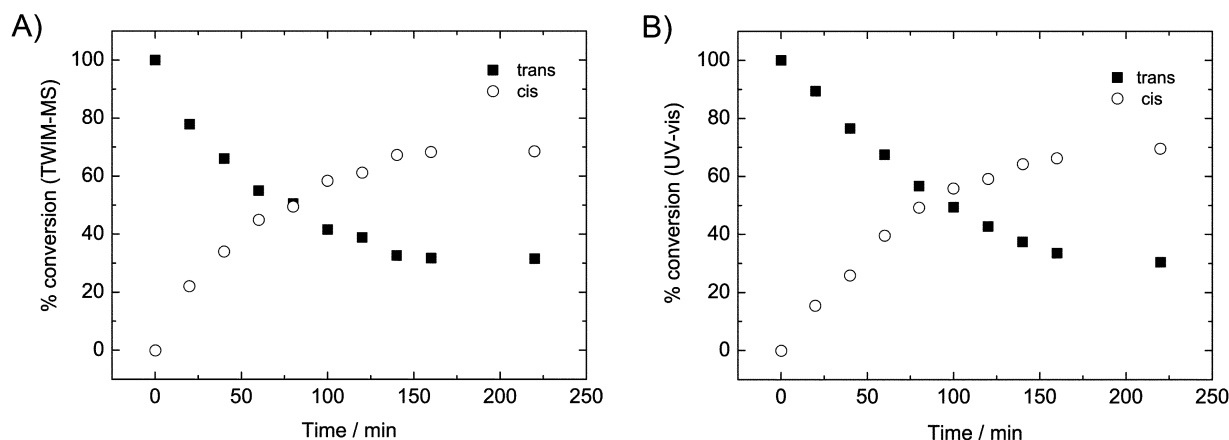 A)
% conversion (TWIM-MS)
100
80
60
40
20
0
trans
cis
0 50 100 150 200 250
Time / min
B)
% conversion (UV-vis)
100
80
60
40
20
0
trans
cis
0 50 100 150 200 250
Time / min